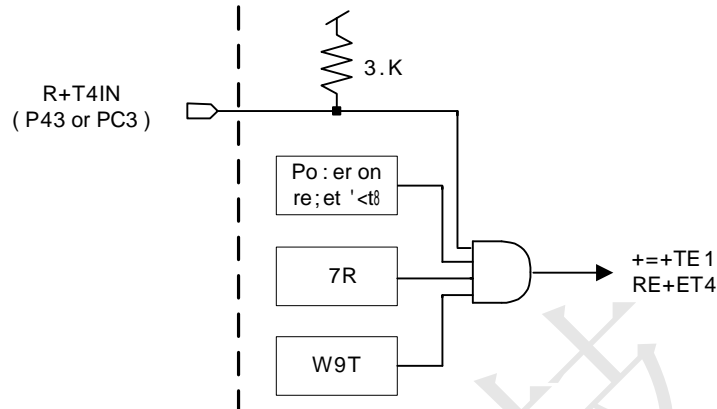 3.K
R+T4IN
( P43 or PC3 )
Po : er on
re;et '<t8
7R
W9T
+=+TE1
RE+ET4